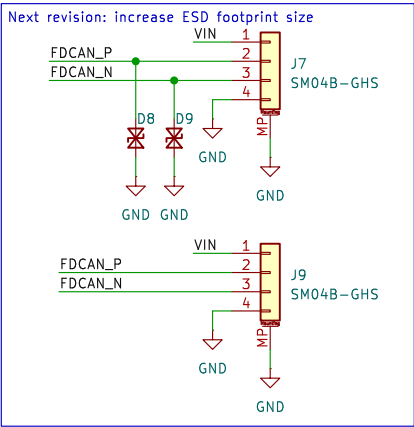 Next revision: increase ESD footprint size
VIN
1
FDCAN_P
2
FDCAN_N
3
4
J7
SM04B-GHS
MP
D8
D9
GND
GND
GND
GND
VIN
1
FDCAN_P
2
FDCAN_N
3
4
J9
SM04B-GHS
MP
GND
GND